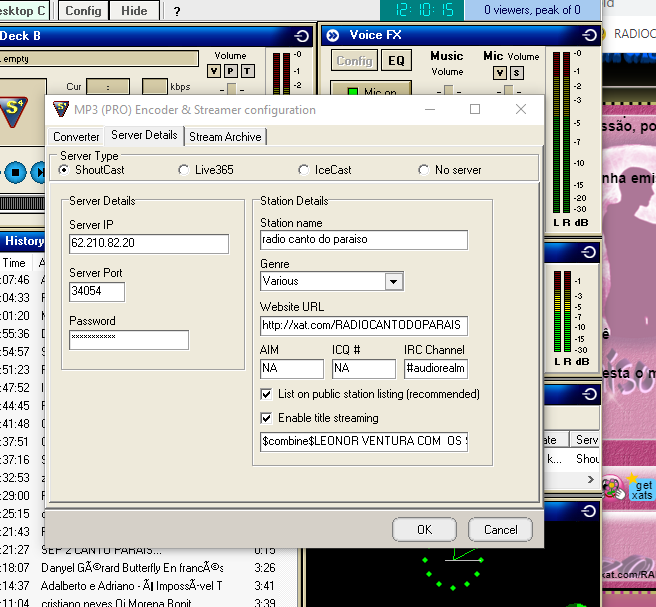 esktop C
Config
Hide
?
12:10:15
0 viewers, peak of 0
RADIOC
Deck B
empty
Volume
V P T
Cur
:
kbps
Voice FX
Config
EQ
Music
Volume
Mic Volume
V S
Mic on
L R dB
MP3 (PRO) Encoder & Streamer configuration
Converter
Server Details
Stream Archive
Server Type
ShoutCast
Live365
IceCast
No server
Server Details
Server IP
62.210.82.20
Server Port
34054
Password
***********
Station Details
Station name
radio canto do paraiso
Genre
Various
Website URL
http://xat.com/RADIOCANTODOPARAIS
AIM
ICQ #
IRC Channel
NA
NA
#audiorealm
List on public station listing (recommended)
Enable title streaming
$combine$LEONOR VENTURA COM OS S
OK
Cancel
History
Time
:07:46
:04:33
:01:20
:55:36
:54:57
:51:23
:47:52
:44:45
:41:48
:37:51
:37:16
:32:53
:29:00
:25:15
:21:43
:21:27 SEP 2 CANTO PARAIS... 0:15
:18:07 Danyel GÃ©rard Butterfly En francÃ©s 3:26
:14:37 Adalberto e Adriano - Ã| ImpossÃ-vel T 3:41
:11:04 cristiano neves Oi Morena Bonit 3:39
-0
-1
-2
-3
-5
-7
-10
-15
-20
-30
L R dB
ate
Serv
k...
Shou
ssão, po
nha emis
ê
esta o m
get
xats
xat.com/RA